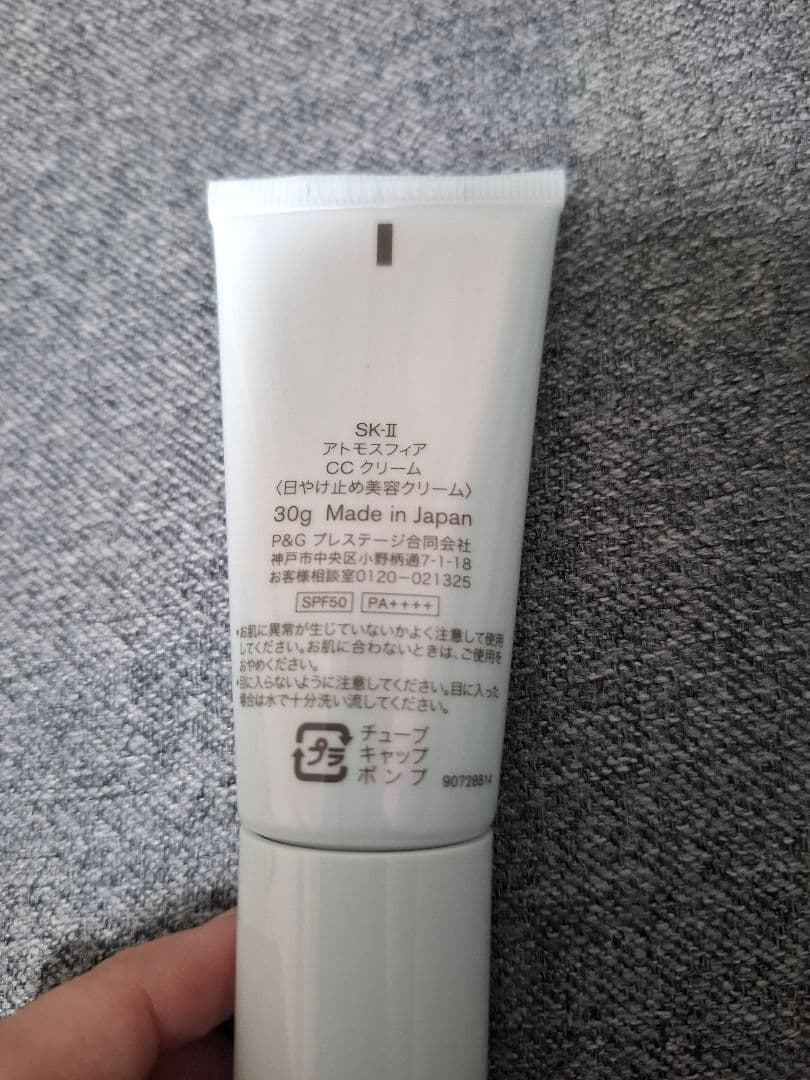 SK-Ⅱ
アトモスフィア
CC クリーム
〈日やけ止め美容クリーム〉
30g Made in Japan
P&G プレステージ合同会社
神戸市中央区小野柄通7-1-18
お客様相談室0120-021325
SPF50 PA++++
•お肌に異常が生じていないかよく注意して使用
してください。お肌に合わないときは、ご使用を
おやめください。
•目に入らないように注意してください。目に入った
場合は水で十分洗い流してください。
プラ チューブ
キャップ
ポンプ 90728814